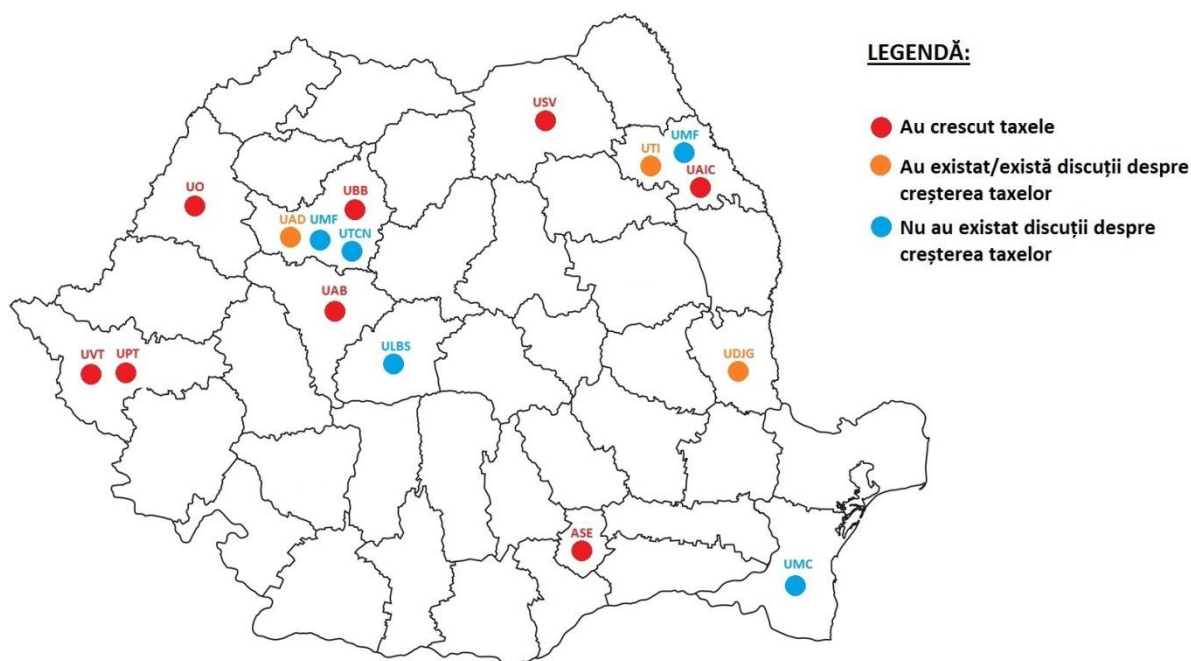 LEGENDĂ:
Au crescut taxele
Au existat/există discuții despre
creșterea taxelor
Nu au existat discuții despre
creșterea taxelor
USV
UTI
UMF
UAIC
UO
UBB
UAD
UMF
UTCN
UAB
UVT
UPT
ULBS
UDJG
ASE
UMC